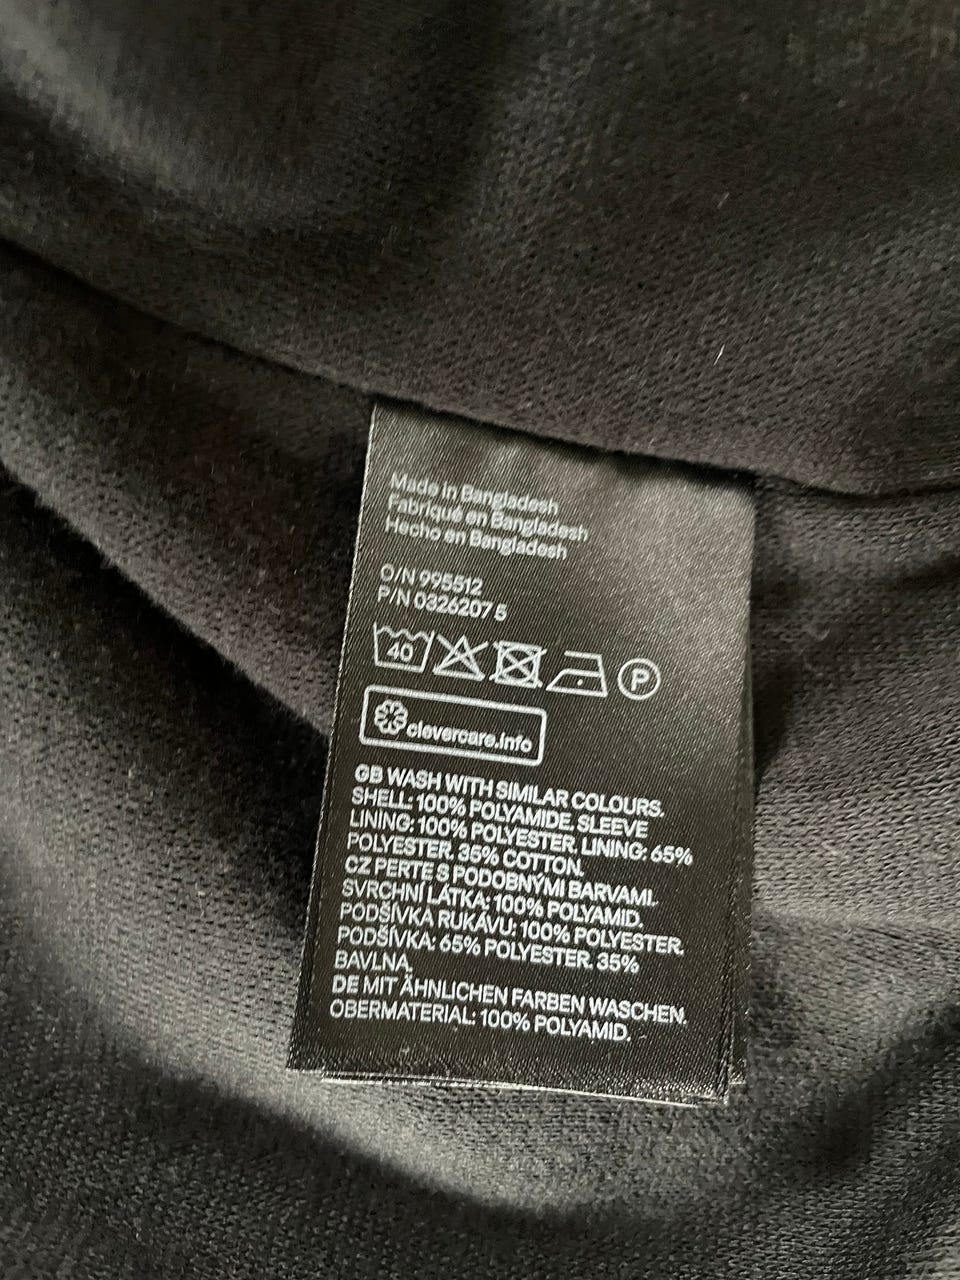 Made in Bangladesh
Fabriqué en Bangladesh
Hecho en Bangladesh
O/N 995512
P/N 0326207 5
40 P
clevercare.info
GB WASH WITH SIMILAR COLOURS.
SHELL: 100% POLYAMIDE. SLEEVE
LINING: 100% POLYESTER. LINING: 65%
POLYESTER. 35% COTTON.
CZ PERTE S PODOBNÝMI BARVAMI.
SVRCHNÍ LÁTKA: 100% POLYAMID.
PODŠÍVKA RUKÁVU: 100% POLYESTER.
PODŠÍVKA: 65% POLYESTER. 35%
BAVLNA.
DE MIT ÄHNLICHEN FARBEN WASCHEN.
OBERMATERIAL: 100% POLYAMID.